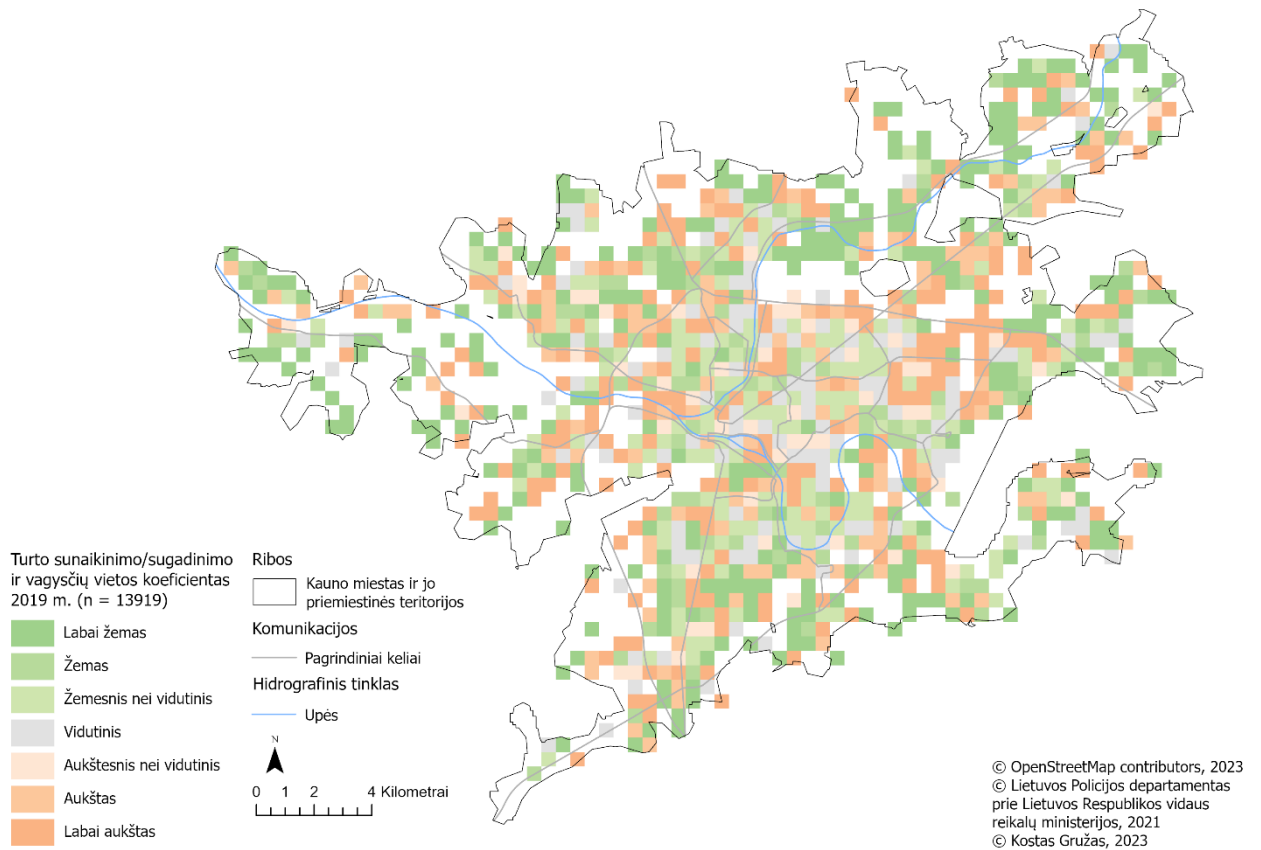 Turto sunaikinimo/sugadinimo
ir vagysčių vietos koeficientas
2019 m. (n = 13919)
Labai žemas
Žemas
Žemesnis nei vidutinis
Vidutinis
Aukštesnis nei vidutinis
Aukštas
Labai aukštas
Ribos
Kauno miestas ir jo
priemiestinės teritorijos
Komunikacijos
Pagrindiniai keliai
Hidrografinis tinklas
Upės
N
0 1 2 4 Kilometrai
© OpenStreetMap contributors, 2023
© Lietuvos Policijos departamentas
prie Lietuvos Respublikos vidaus
reikalų ministerijos, 2021
© Kostas Gružas, 2023